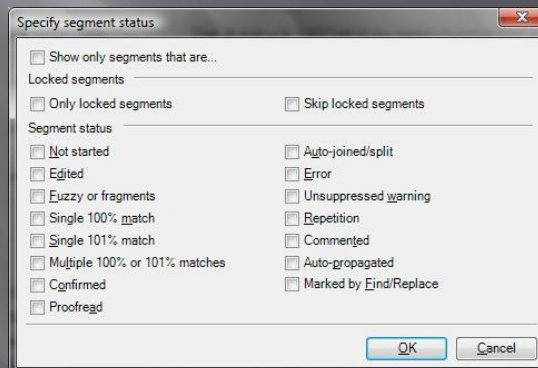 Specify segment status
Show only segments that are...
Locked segments
Only locked segments
Skip locked segments
Segment status
Not started
Edited
Fuzzy or fragments
Single 100% match
Single 101% match
Multiple 100% or 101% matches
Confirmed
Proofread
Auto-joined/split
Error
Unsuppressed warning
Repetition
Commented
Auto-propagated
Marked by Find/Replace
OK
Cancel